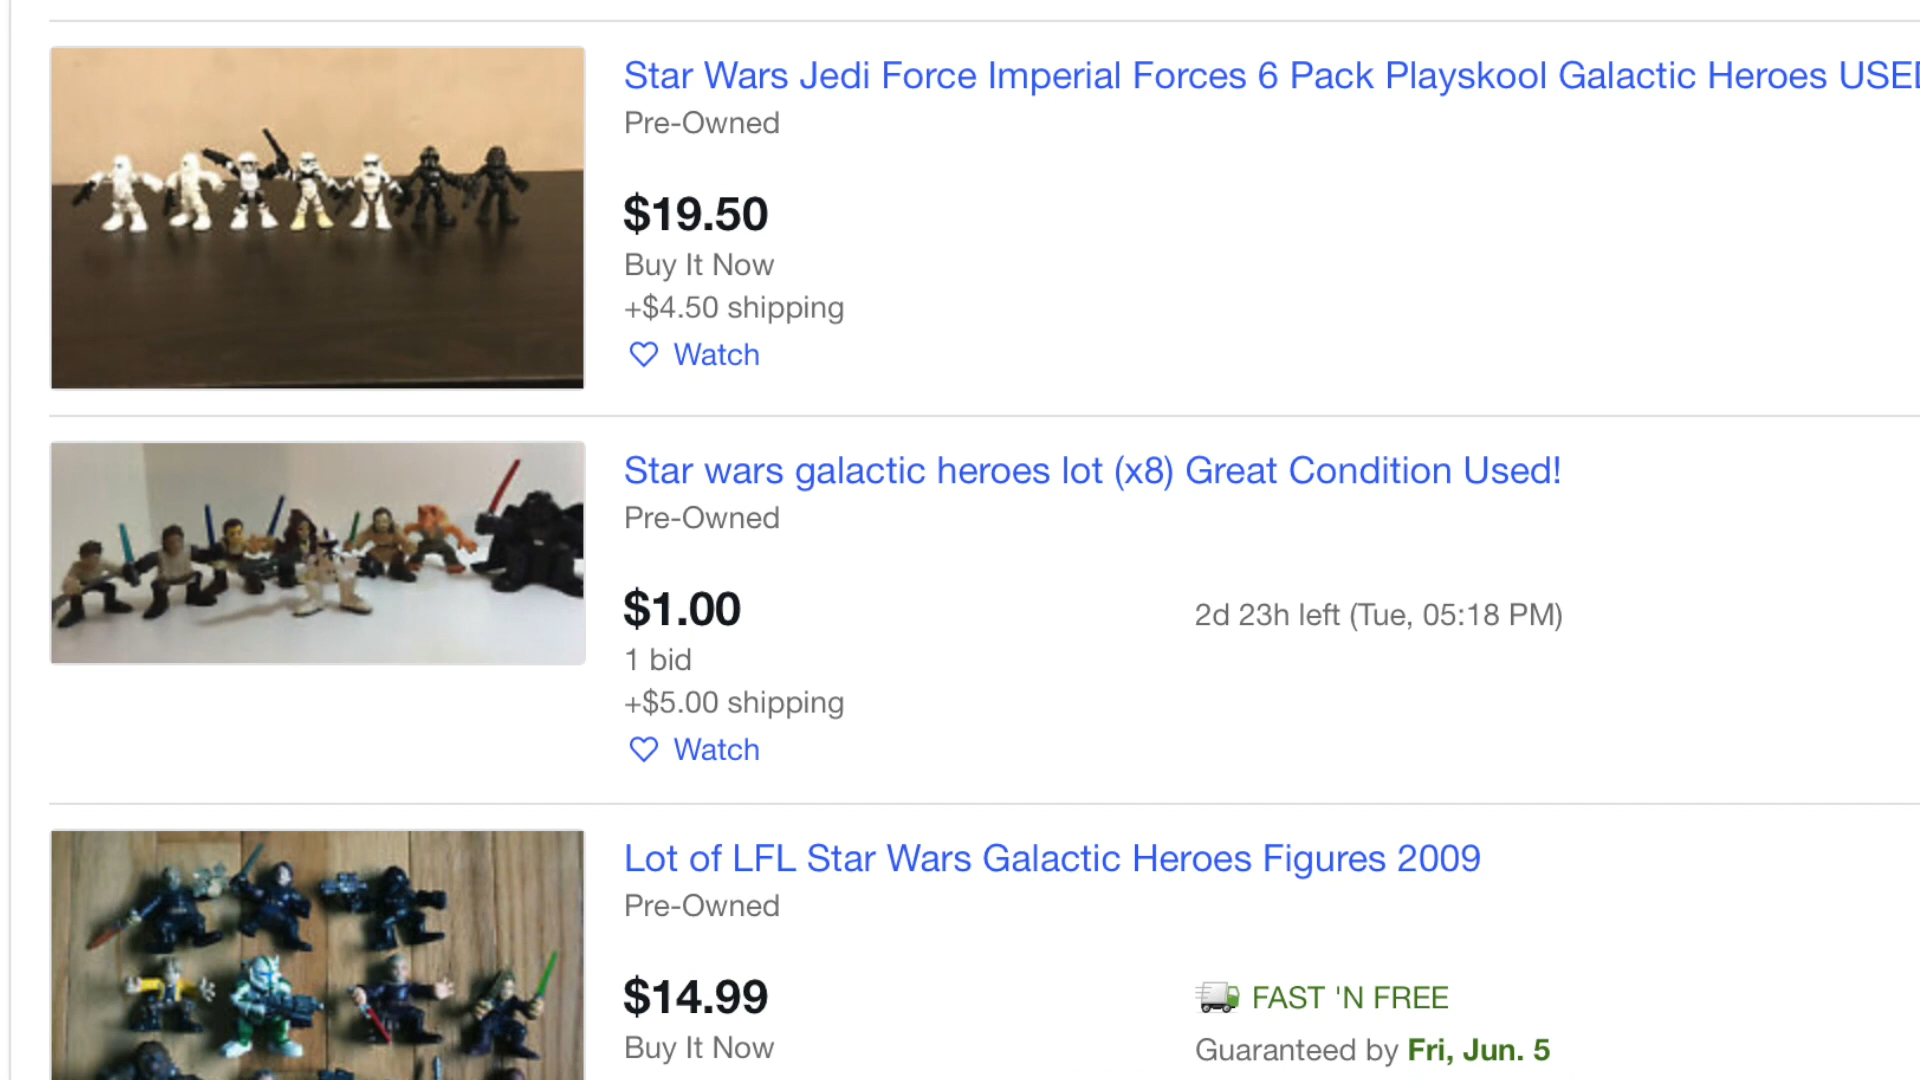 Star Wars Jedi Force Imperial Forces 6 Pack Playskool Galactic Heroes USED
Pre-Owned
$19.50
Buy It Now
+$4.50 shipping
Watch
Star wars galactic heroes lot (x8) Great Condition Used!
Pre-Owned
$1.00
2d 23h left (Tue, 05:18 PM)
1 bid
+$5.00 shipping
Watch
Lot of LFL Star Wars Galactic Heroes Figures 2009
Pre-Owned
$14.99
FAST 'N FREE
Buy It Now
Guaranteed by Fri, Jun. 5